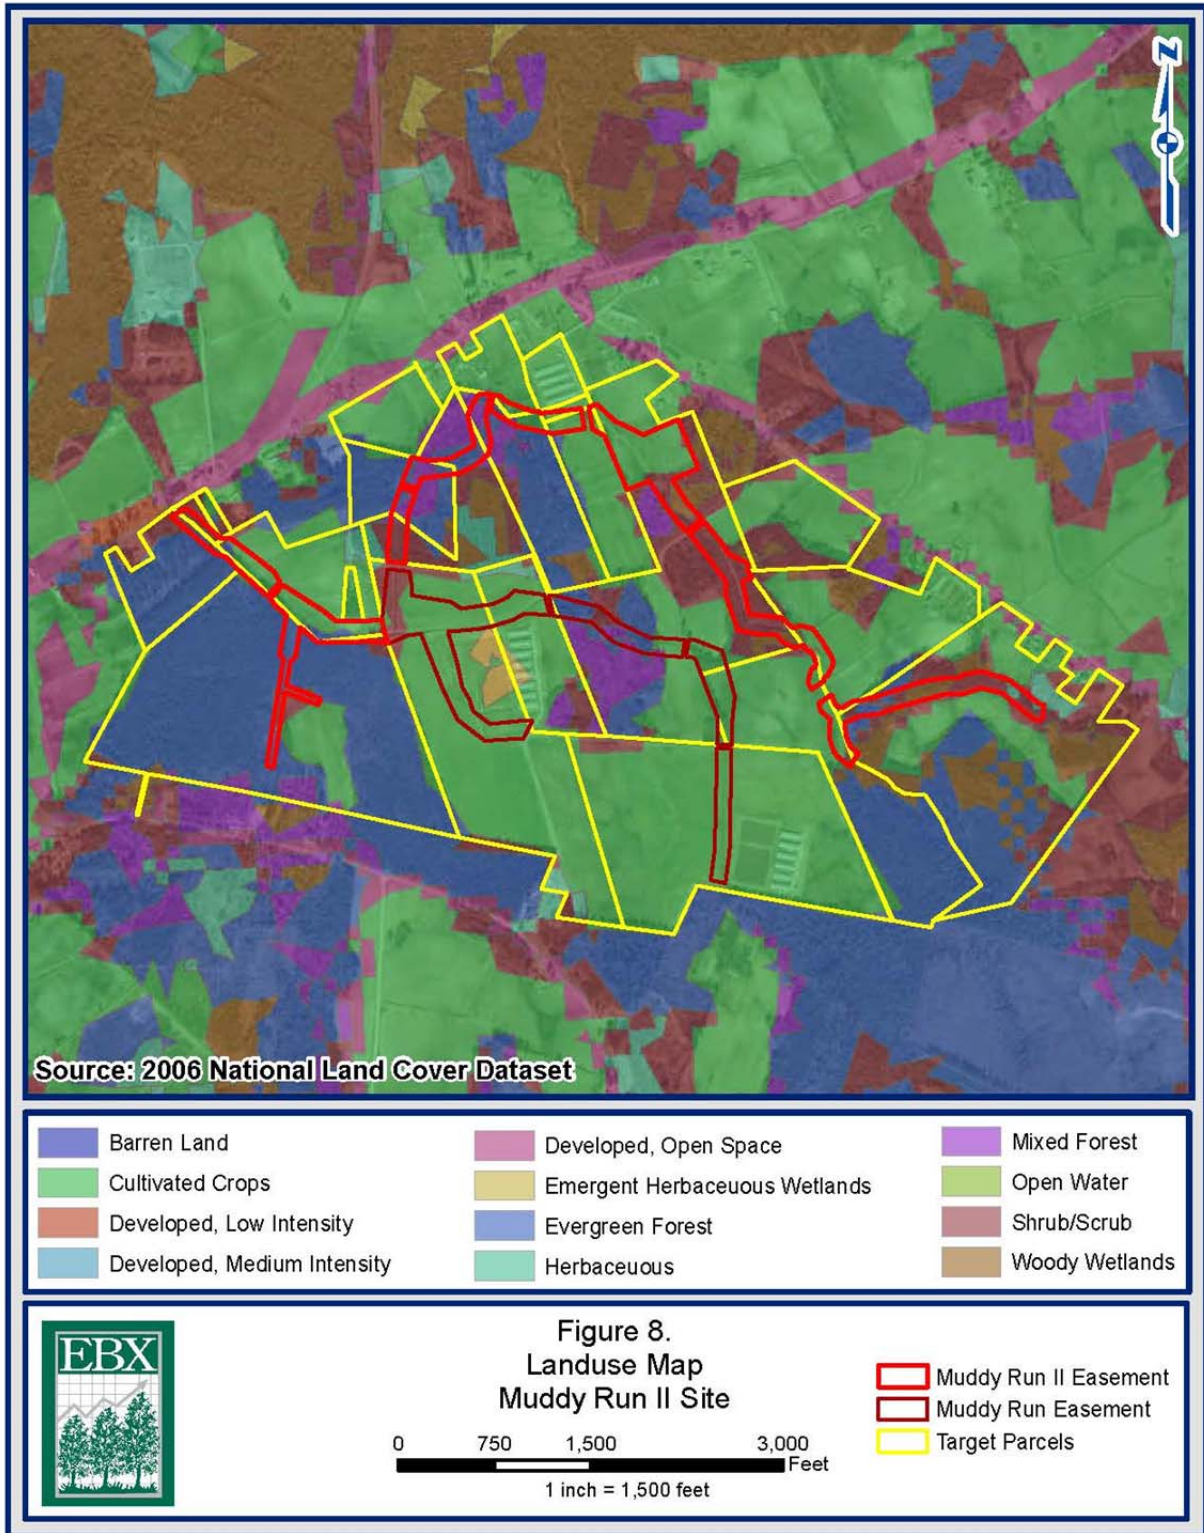 N
Source: 2006 National Land Cover Dataset
Barren Land
Cultivated Crops
Developed, Low Intensity
Developed, Medium Intensity
Developed, Open Space
Emergent Herbaceuous Wetlands
Evergreen Forest
Herbaceuous
Mixed Forest
Open Water
Shrub/Scrub
Woody Wetlands
EBX
Figure 8.
Landuse Map
Muddy Run II Site
0 750 1,500 3,000
Feet
1 inch = 1,500 feet
Muddy Run II Easement
Muddy Run Easement
Target Parcels